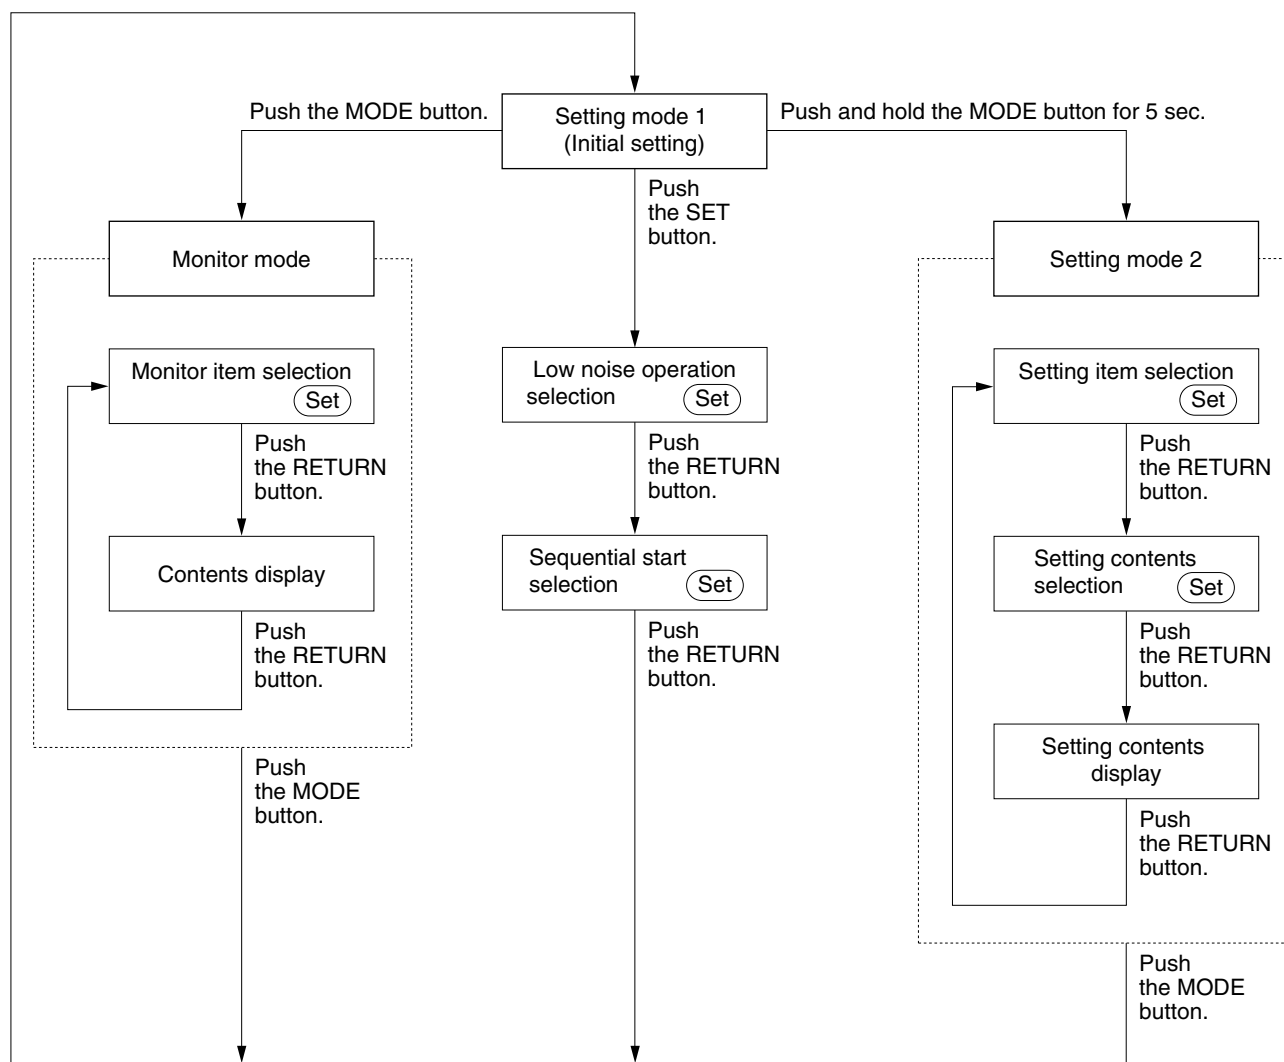 Push the MODE button.
Setting mode 1
(Initial setting)
Push and hold the MODE button for 5 sec.
Push
the SET
button.
Monitor mode
Setting mode 2
Monitor item selection
Set
Low noise operation
selection
Set
Setting item selection
Set
Push
the RETURN
button.
Push
the RETURN
button.
Push
the RETURN
button.
Contents display
Sequential start
selection
Set
Setting contents
selection
Set
Push
the RETURN
button.
Push
the RETURN
button.
Push
the RETURN
button.
Setting contents
display
Push
the MODE
button.
Push
the RETURN
button.
Push
the MODE
button.